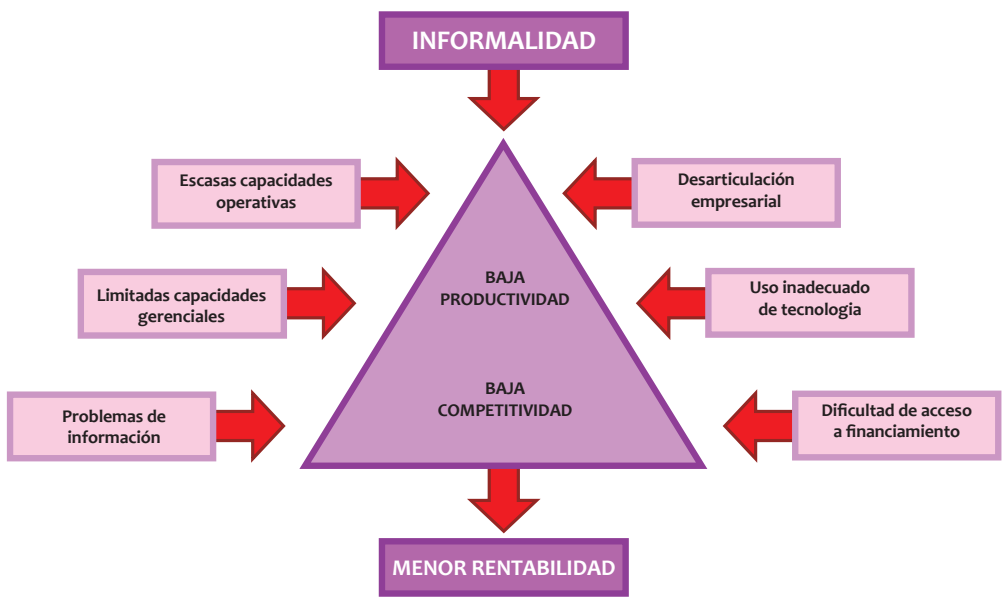 INFORMALIDAD
Escasas capacidades
operativas
Desarticulación
empresarial
Limitadas capacidades
gerenciales
BAJA
PRODUCTIVIDAD
Uso inadecuado
de tecnologia
Problemas de
información
BAJA
COMPETITIVIDAD
Dificultad de acceso
a financiamiento
MENOR RENTABILIDAD